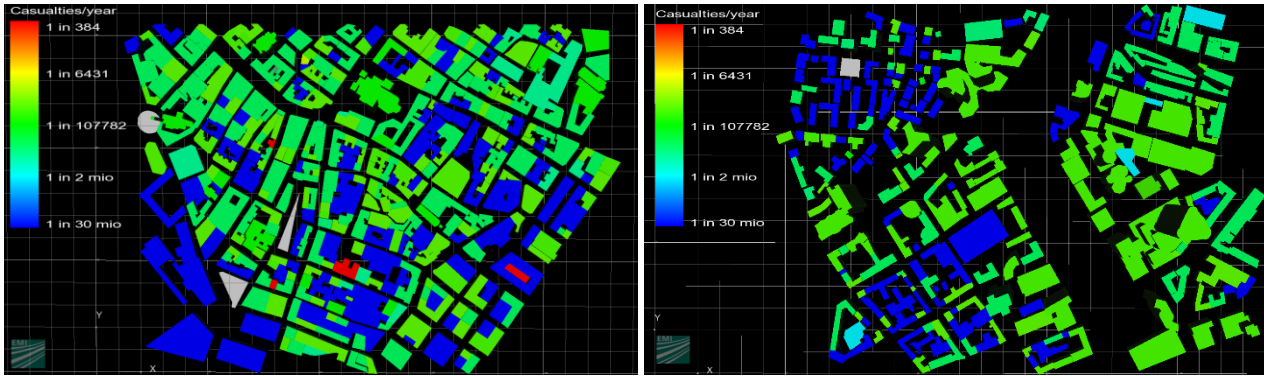 Casualties/year
1 in 384
1 in 6431
1 in 107782
1 in 2 mio
1 in 30 mio
Y
X
EMI
Casualties/year
1 in 384
1 in 6431
1 in 107782
1 in 2 mio
1 in 30 mio
Y
X
EMI